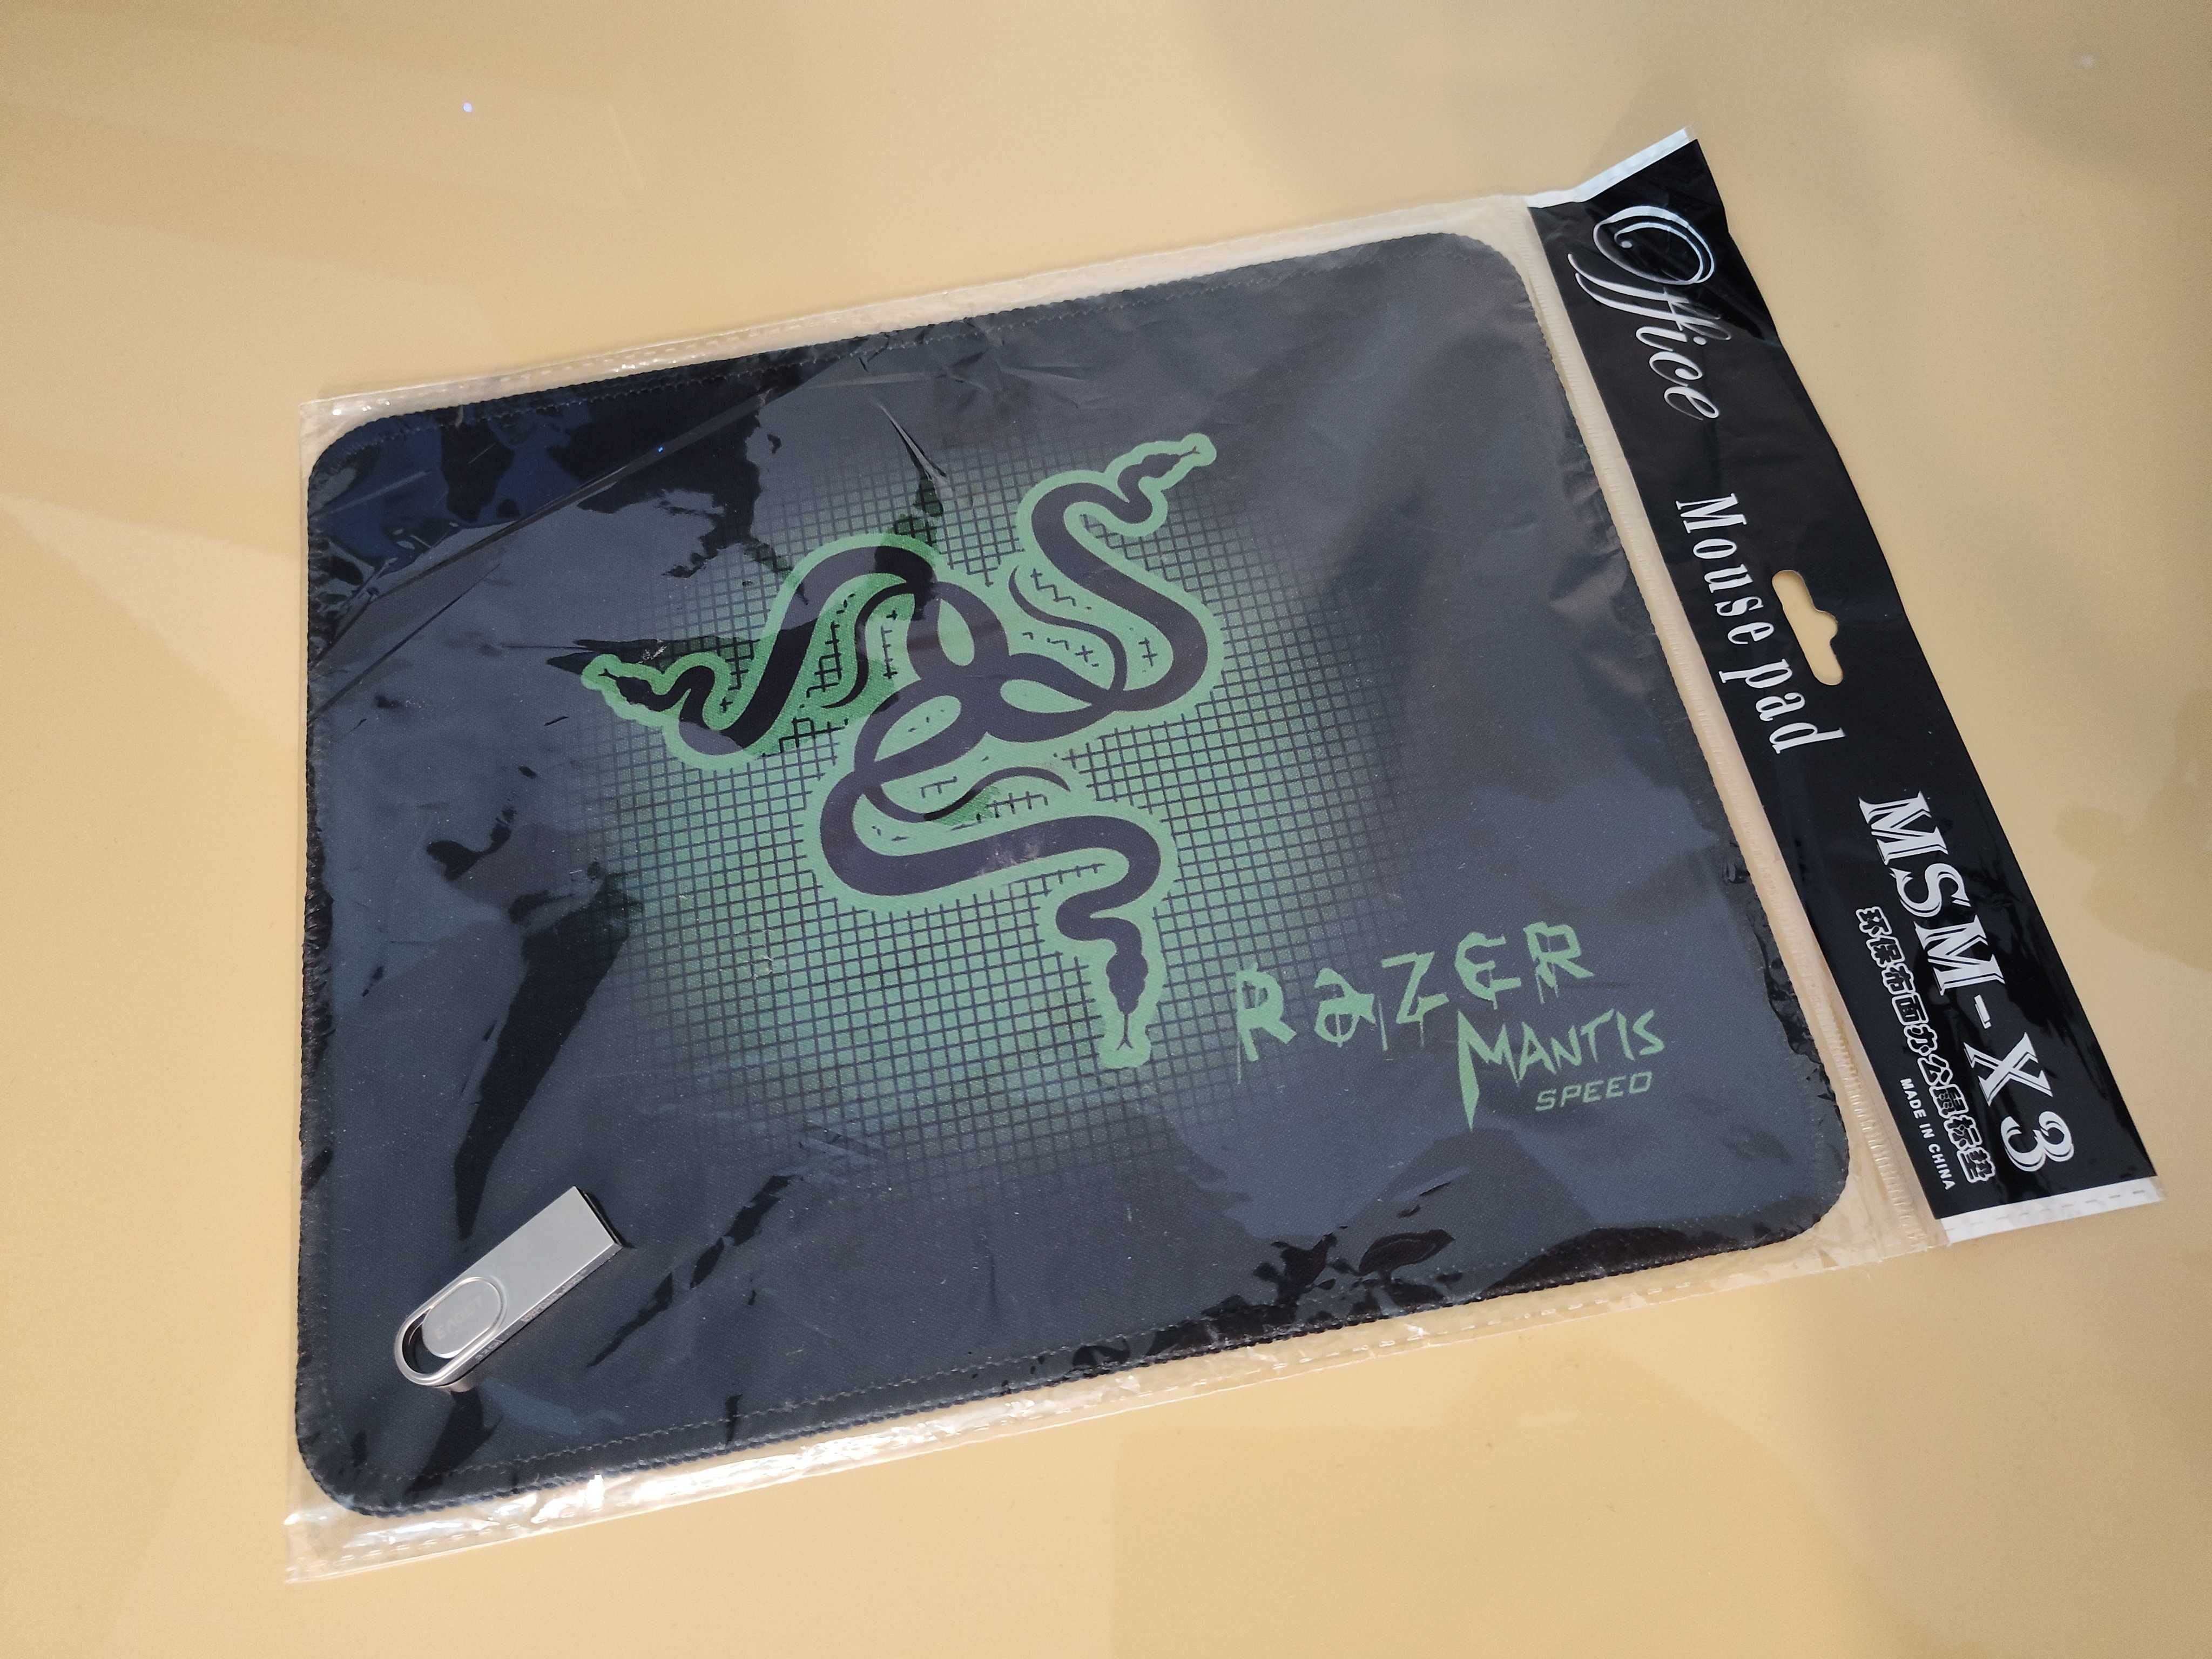 Office Mouse pad MSM-X3
环保布面办公鼠标垫
MADE IN CHINA
RAZER
MANTIS
SPEED